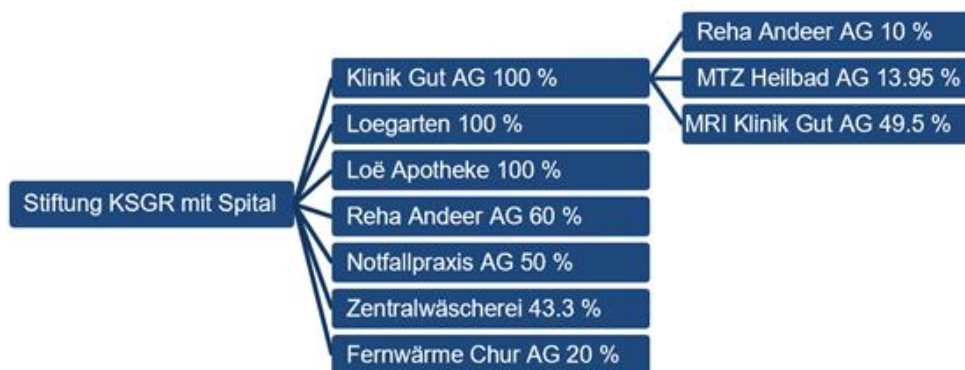 Stiftung KSGR mit Spital
Klinik Gut AG 100 %
Loegarten 100 %
Loë Apotheke 100 %
Reha Andeer AG 60 %
Notfallpraxis AG 50 %
Zentralwäscherei 43.3 %
Fernwärme Chur AG 20 %
Reha Andeer AG 10 %
MTZ Heilbad AG 13.95 %
MRI Klinik Gut AG 49.5 %